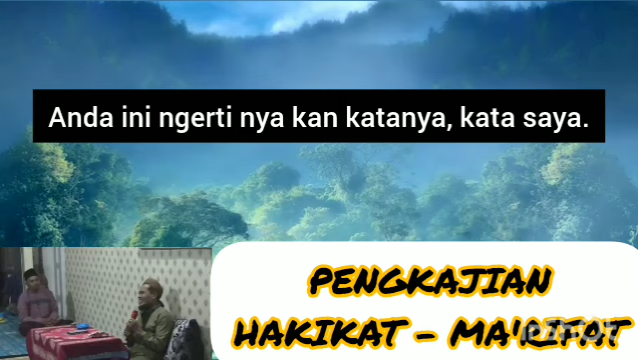 Anda ini ngerti nya kan katanya, kata saya.
PENGKAJIAN
HAKIKAT - MA'RIFAT